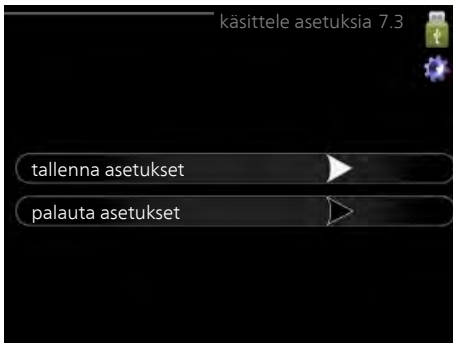 käsittele asetuksia 7.3
tallenna asetukset
palauta asetukset